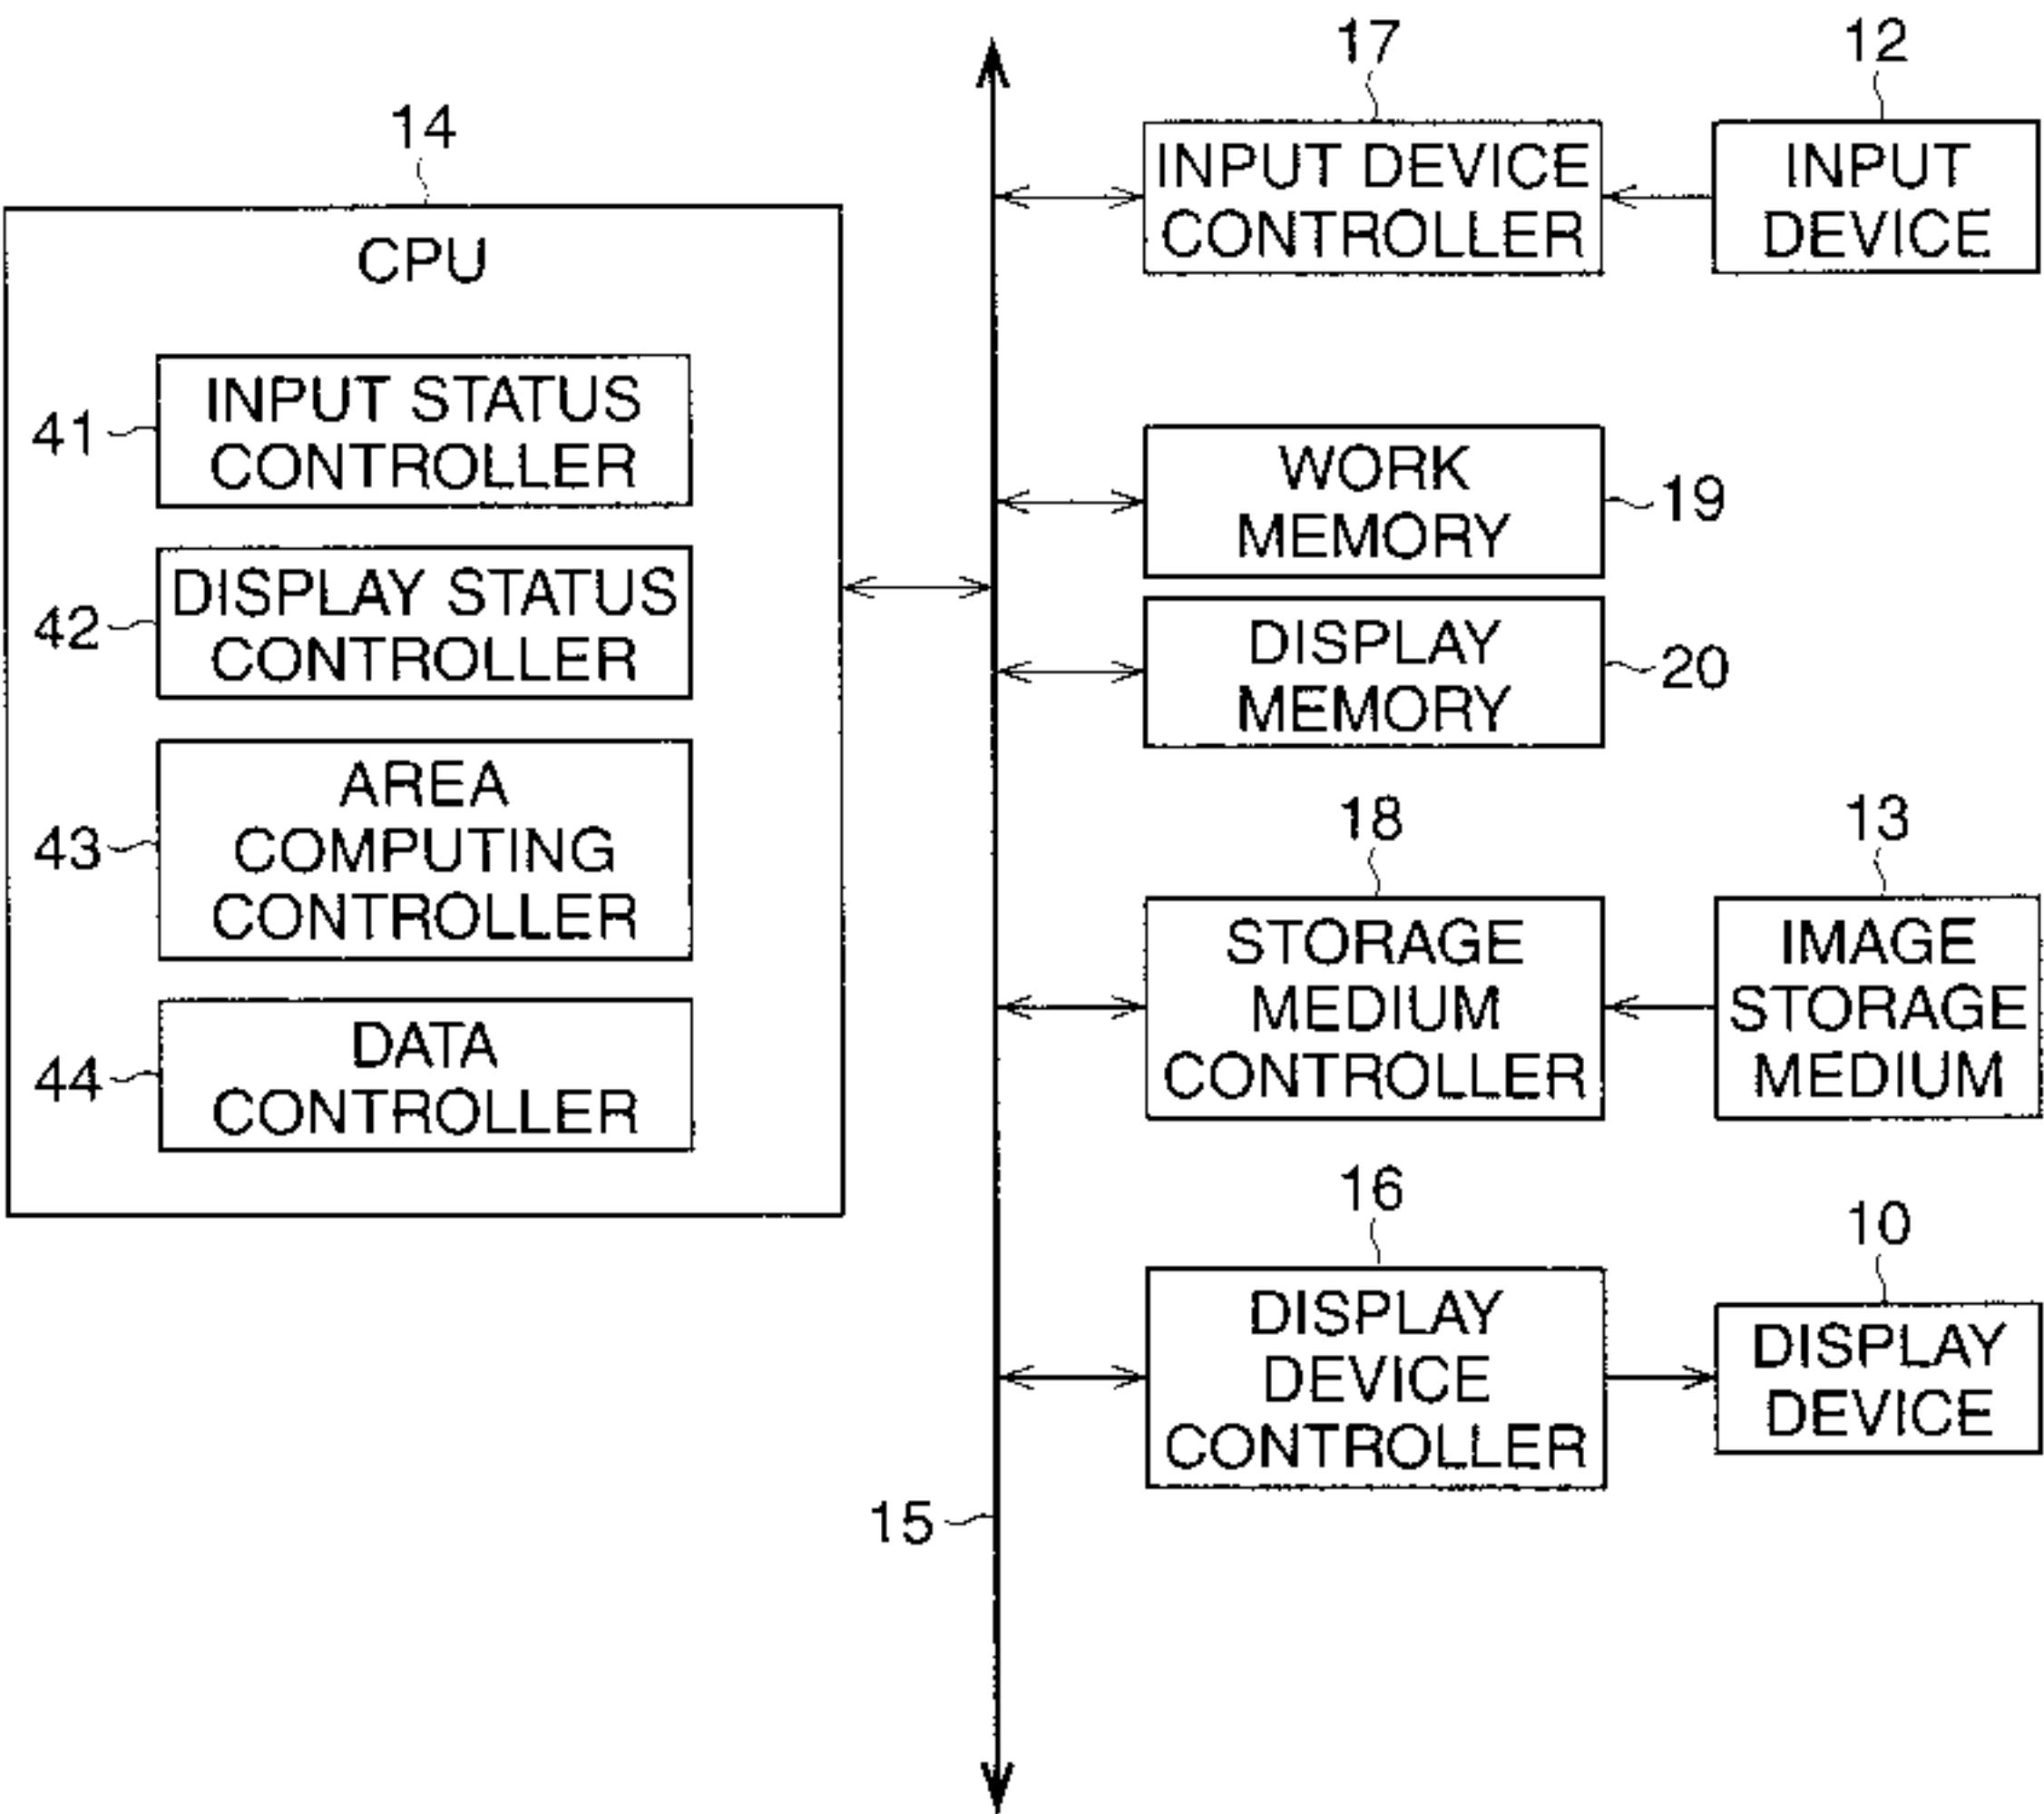 14
CPU
41
INPUT STATUS
CONTROLLER
42
DISPLAY STATUS
CONTROLLER
43
AREA
COMPUTING
CONTROLLER
44
DATA
CONTROLLER
15
17
INPUT DEVICE
CONTROLLER
12
INPUT
DEVICE
WORK
MEMORY
19
DISPLAY
MEMORY
20
18
STORAGE
MEDIUM
CONTROLLER
13
IMAGE
STORAGE
MEDIUM
16
DISPLAY
DEVICE
CONTROLLER
10
DISPLAY
DEVICE